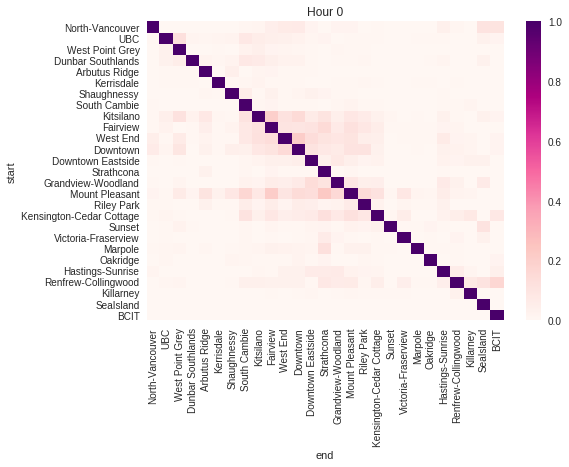 Hour 0
start
North-Vancouver
UBC
West Point Grey
Dunbar Southlands
Arbutus Ridge
Kerrisdale
Shaughnessy
South Cambie
Kitsilano
Fairview
West End
Downtown
Downtown Eastside
Strathcona
Grandview-Woodland
Mount Pleasant
Riley Park
Kensington-Cedar Cottage
Sunset
Victoria-Fraserview
Marpole
Oakridge
Hastings-Sunrise
Renfrew-Collingwood
Killarney
SeaIsland
BCIT
1.0
0.8
0.6
0.4
0.2
0.0
North-Vancouver
UBC
West Point Grey
Dunbar Southlands
Arbutus Ridge
Kerrisdale
Shaughnessy
South Cambie
Kitsilano
Fairview
West End
Downtown
Downtown Eastside
Strathcona
Grandview-Woodland
Mount Pleasant
Riley Park
Kensington-Cedar Cottage
Sunset
Victoria-Fraserview
Marpole
Oakridge
Hastings-Sunrise
Renfrew-Collingwood
Killarney
SeaIsland
BCIT
end